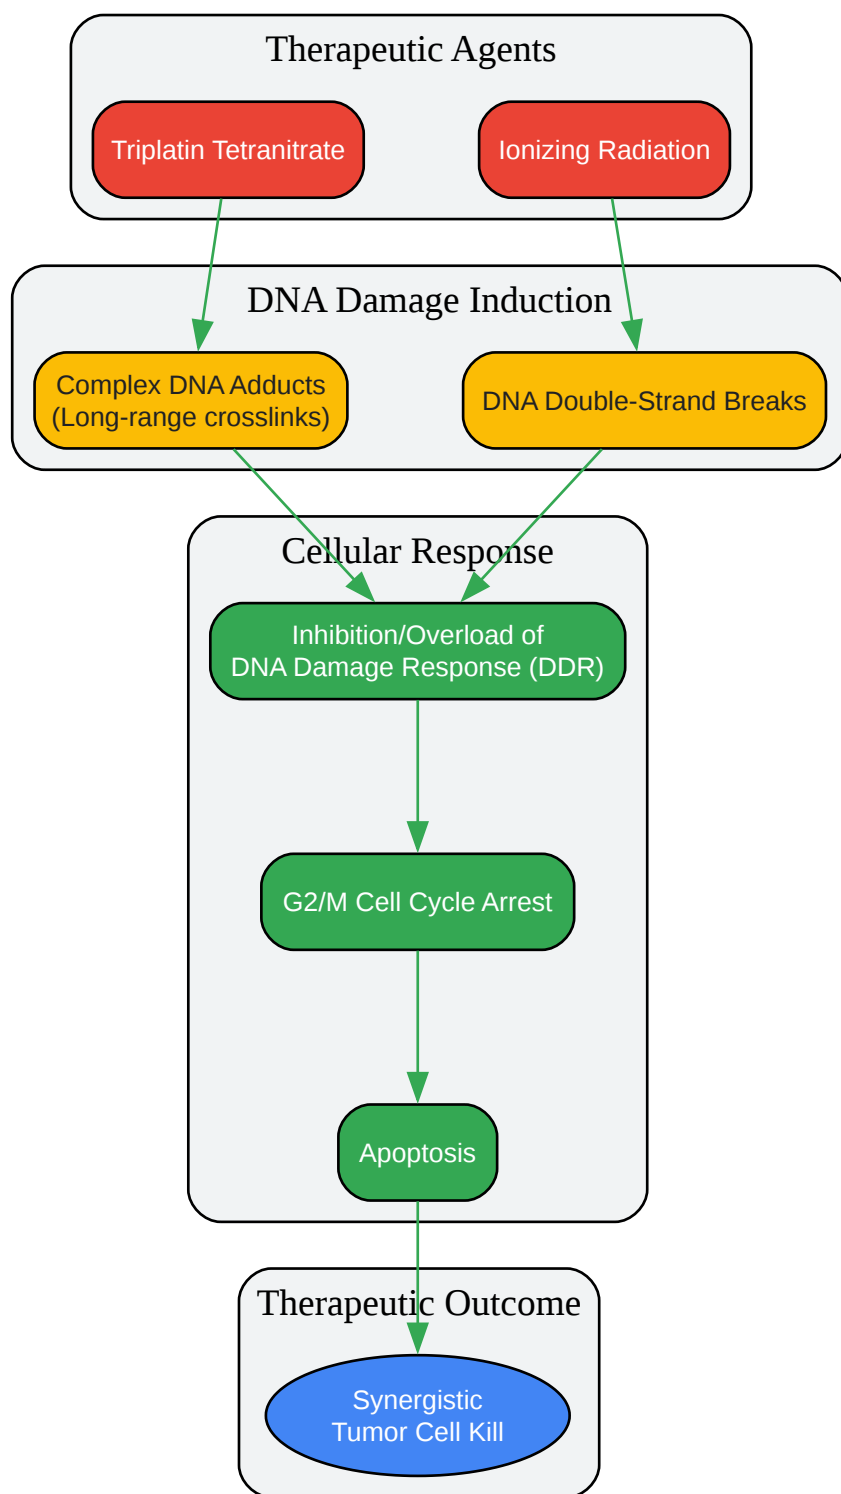 Therapeutic Agents
Triplatin Tetranitrate
Ionizing Radiation
DNA Damage Induction
Complex DNA Adducts
(Long-range crosslinks)
DNA Double-Strand Breaks
Cellular Response
Inhibition/Overload of
DNA Damage Response (DDR)
G2/M Cell Cycle Arrest
Apoptosis
Therapeutic Outcome
Synergistic
Tumor Cell Kill